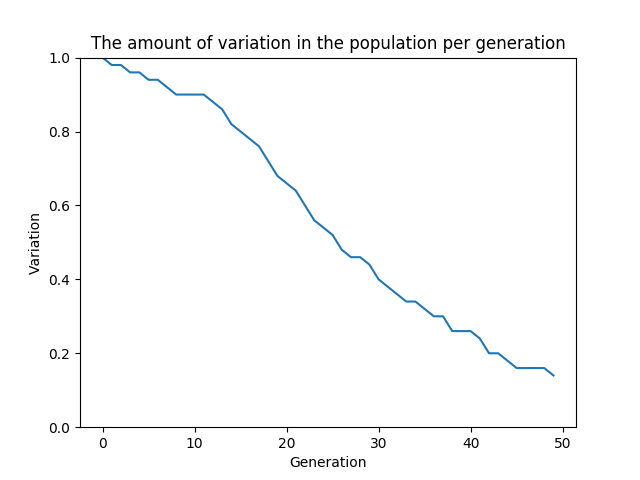 The amount of variation in the population per generation
1.0
0.8
0.6
0.4
0.2
0.0
Variation
0 10 20 30 40 50
Generation